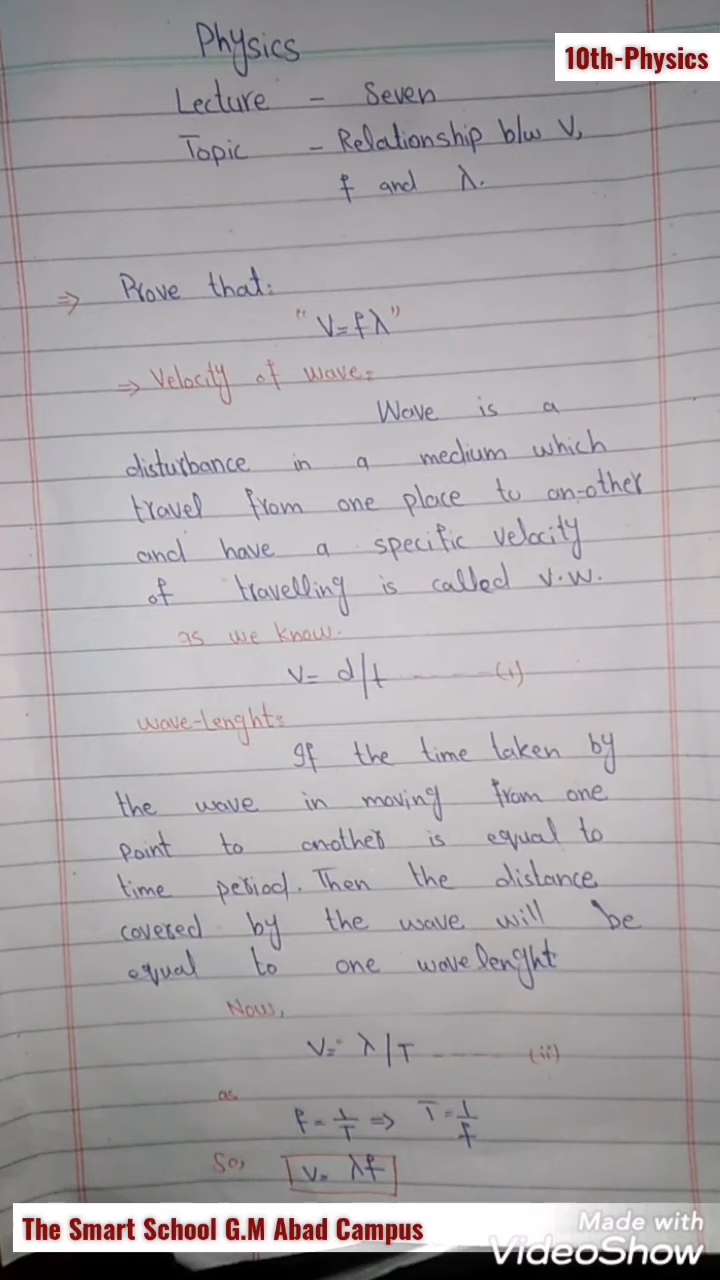 Physics
10th-Physics
Lecture - Seven
Topic - Relationship b/w V,
f and λ.
⇒ Prove that:
"V=fλ"
⇒ Velocity of wave:
Wave is a
disturbance in a medium which
travel from one place to an-other
and have a specific velocity
of travelling is called v.w.
as we know.
V= d/t ------- (i)
wave-lenght:
If the time taken by
the wave in moving from one
point to another is equal to
time period. Then the distance
covered by the wave will be
equal to one wavelenght
Now,
V= λ/T ------- (ii)
as
f = 1/T ⇒ T = 1/f
So, V= λf
The Smart School G.M Abad Campus
Made with
VideoShow